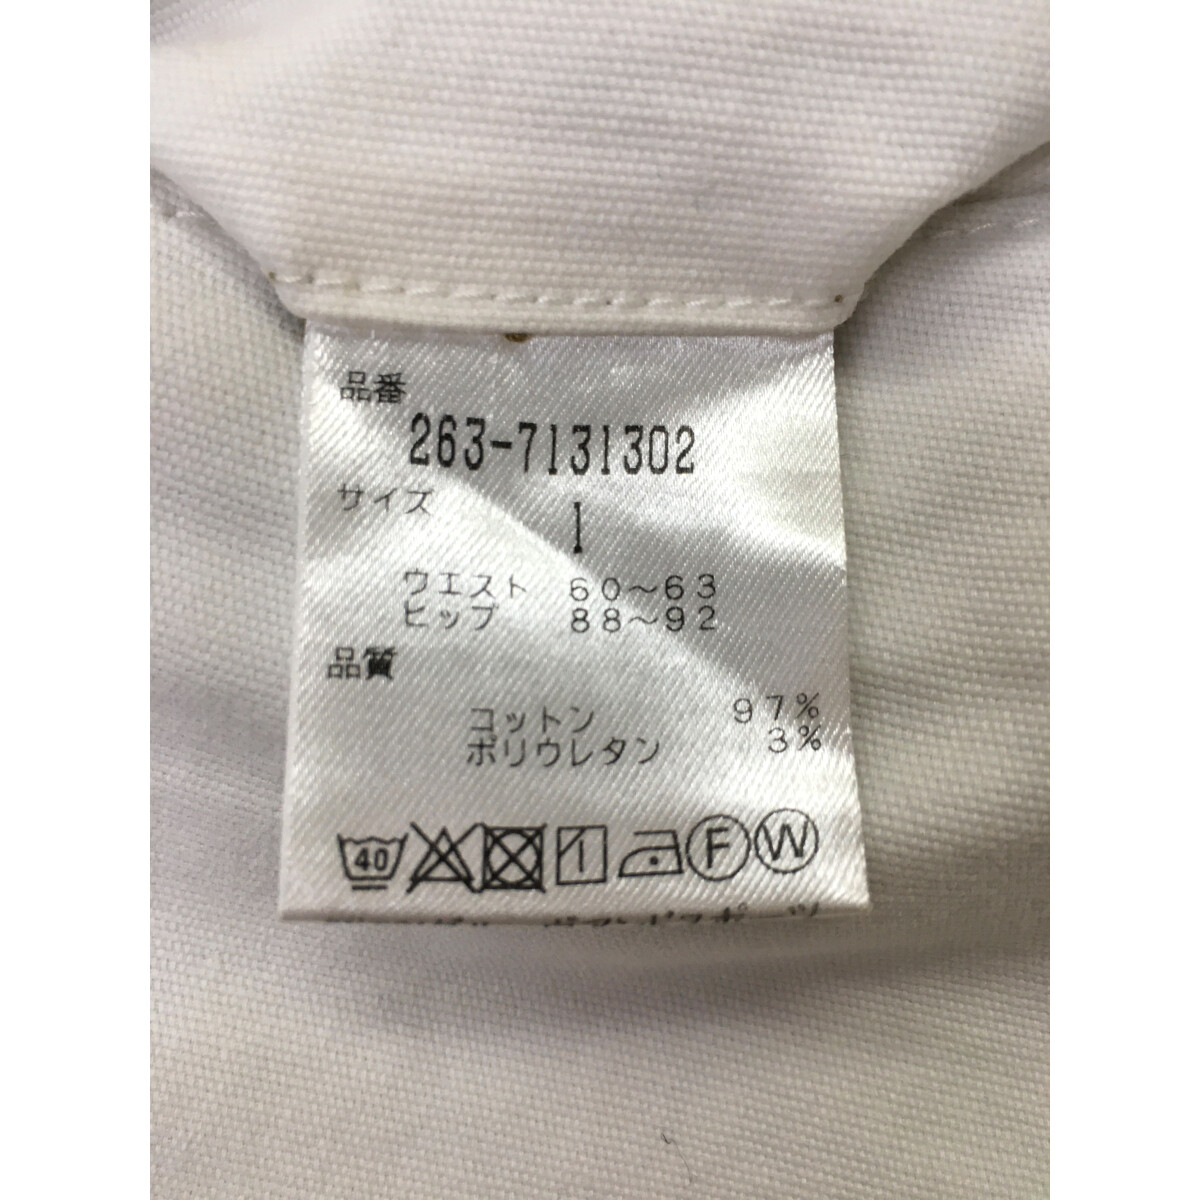 品番
263-7131302
サイズ
1
ウエスト 60～63
ヒップ 88～92
品質
コットン 97%
ポリウレタン 3%
40 F W